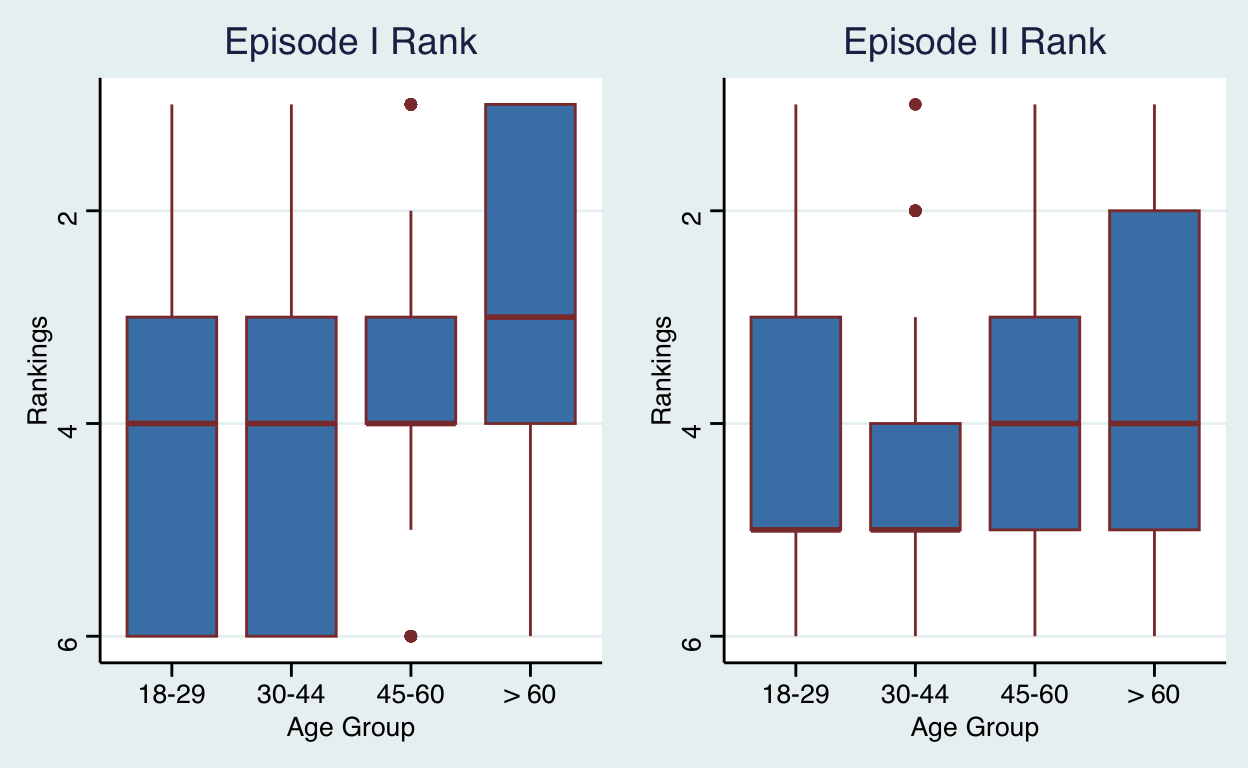 Episode I Rank
Rankings
2
4
6
18-29 30-44 45-60 > 60
Age Group
Episode II Rank
Rankings
2
4
6
18-29 30-44 45-60 > 60
Age Group